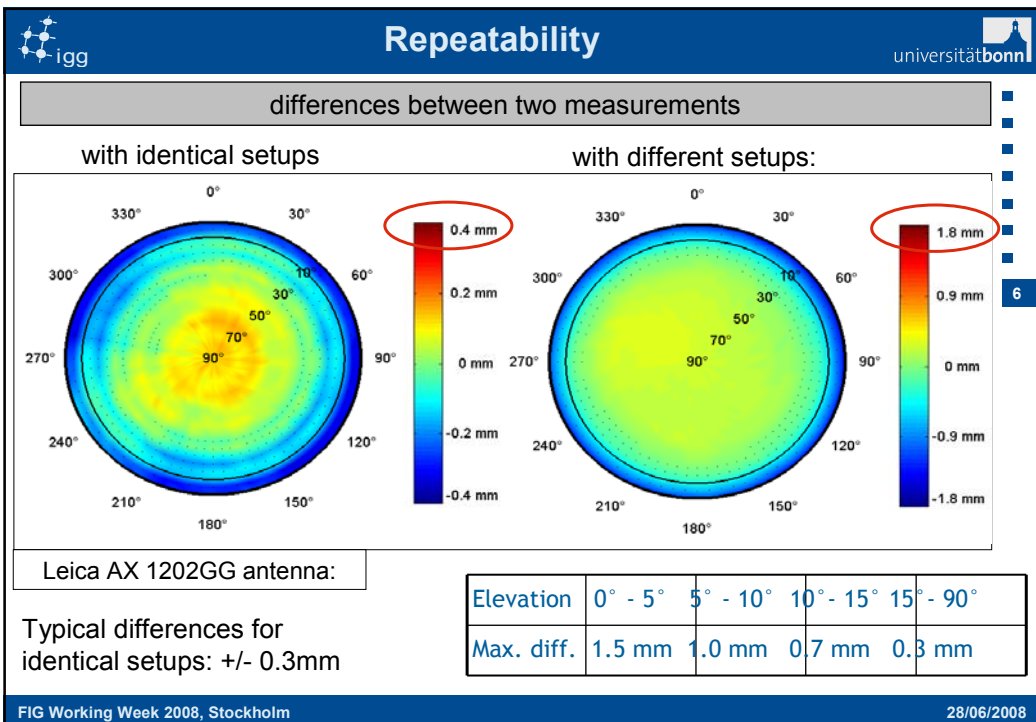 igg
Repeatability
universitätbonn
differences between two measurements
with identical setups
with different setups:
0°
30°
60°
90°
120°
150°
180°
210°
240°
270°
300°
330°
10°
30°
50°
70°
90°
0.4 mm
0.2 mm
0 mm
-0.2 mm
-0.4 mm
0°
30°
60°
90°
120°
150°
180°
210°
240°
270°
300°
330°
10°
30°
50°
70°
90°
1.8 mm
0.9 mm
0 mm
-0.9 mm
-1.8 mm
6
Leica AX 1202GG antenna:
Typical differences for
identical setups: +/- 0.3mm
Elevation 0° - 5° 5° - 10° 10°- 15° 15°- 90°
Max. diff. 1.5 mm 1.0 mm 0.7 mm 0.3 mm
FIG Working Week 2008, Stockholm
28/06/2008